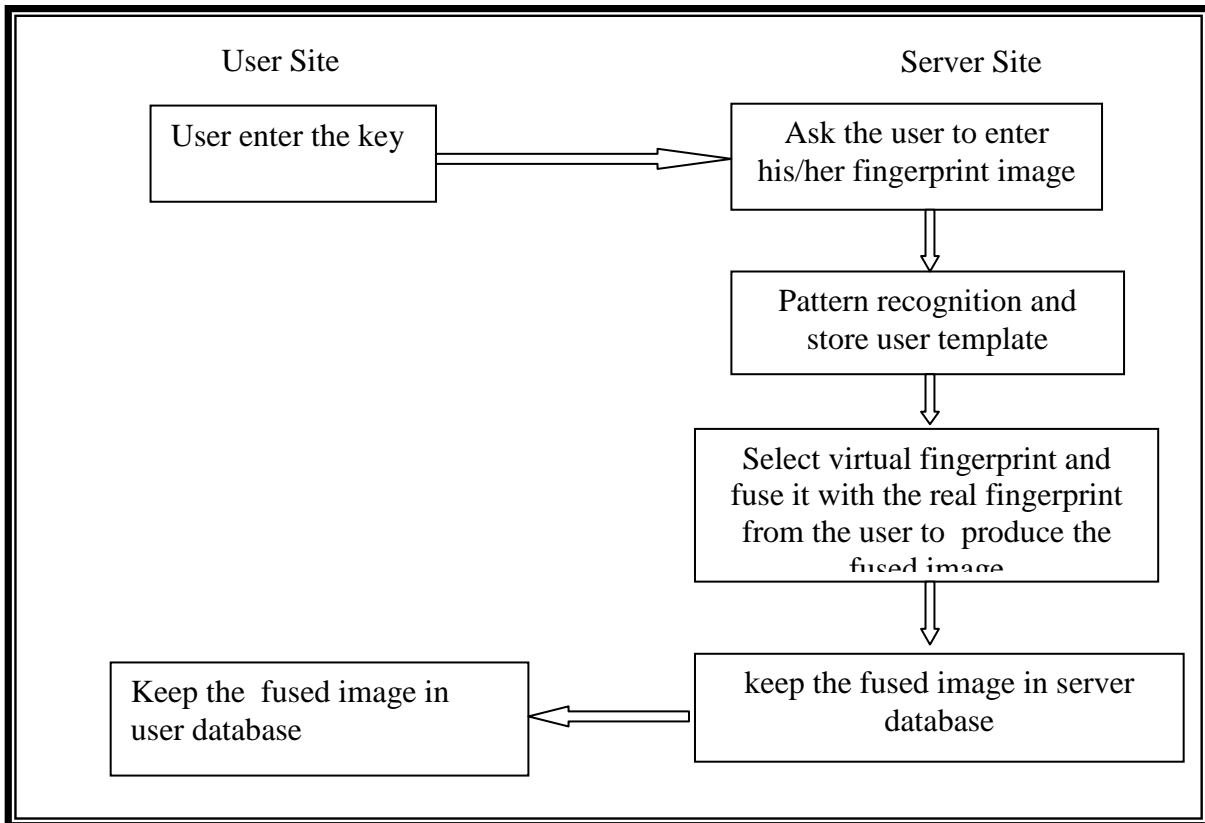 User Site
Server Site
User enter the key
Ask the user to enter
his/her fingerprint image
Pattern recognition and
store user template
Select virtual fingerprint and
fuse it with the real fingerprint
from the user to produce the
fused image
keep the fused image in server
database
Keep the fused image in
user database